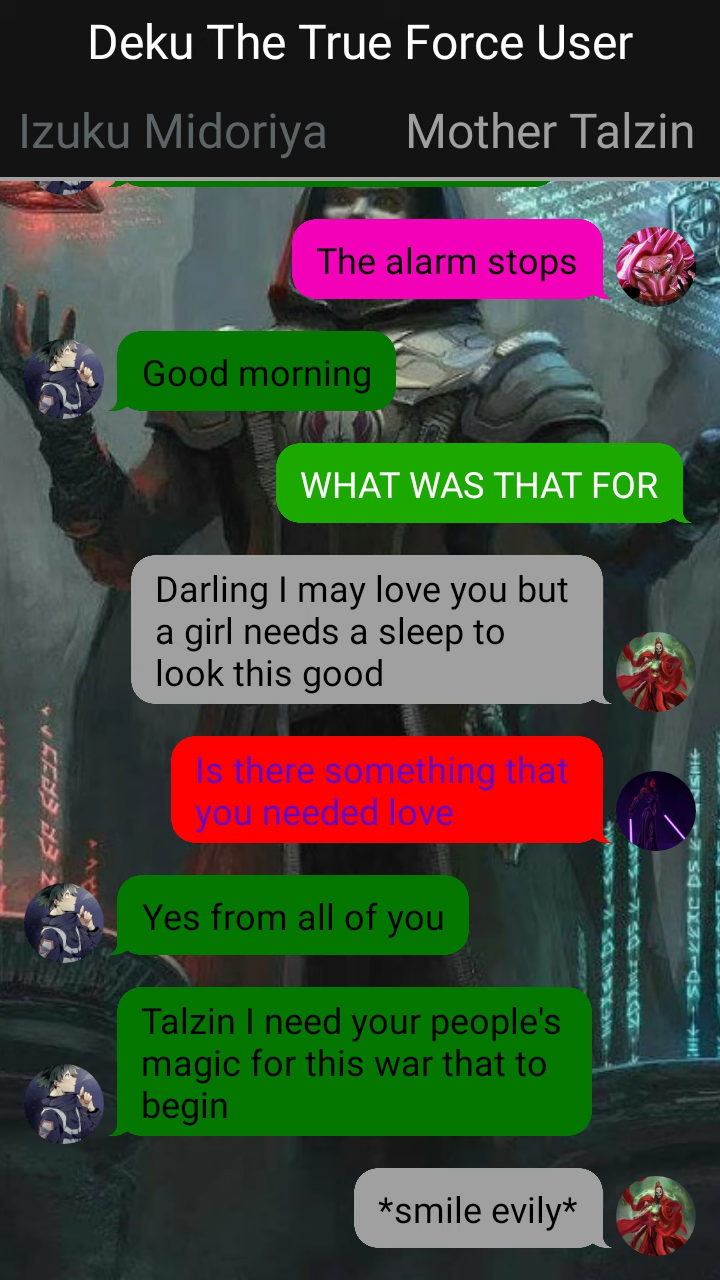 Deku The True Force User
Izuku Midoriya
Mother Talzin
The alarm stops
Good morning
WHAT WAS THAT FOR
Darling I may love you but
a girl needs a sleep to
look this good
Is there something that
you needed love
Yes from all of you
Talzin I need your people's
magic for this war that to
begin
*smile evily*